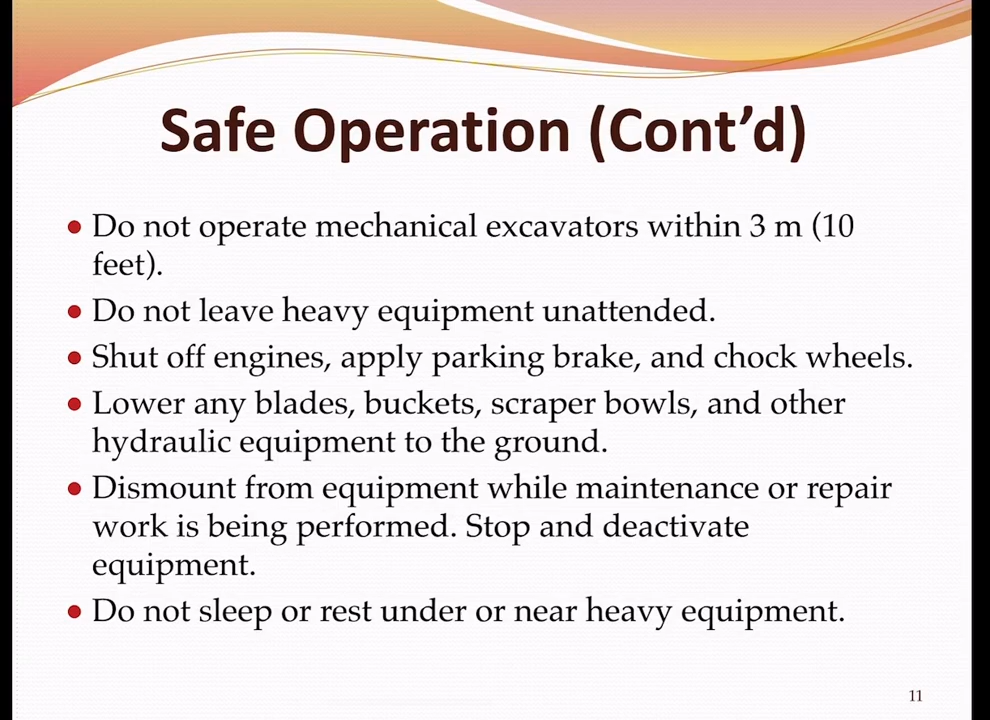 Safe Operation (Cont’d)
• Do not operate mechanical excavators within 3 m (10
feet).
• Do not leave heavy equipment unattended.
• Shut off engines, apply parking brake, and chock wheels.
• Lower any blades, buckets, scraper bowls, and other
hydraulic equipment to the ground.
• Dismount from equipment while maintenance or repair
work is being performed. Stop and deactivate
equipment.
• Do not sleep or rest under or near heavy equipment.
11